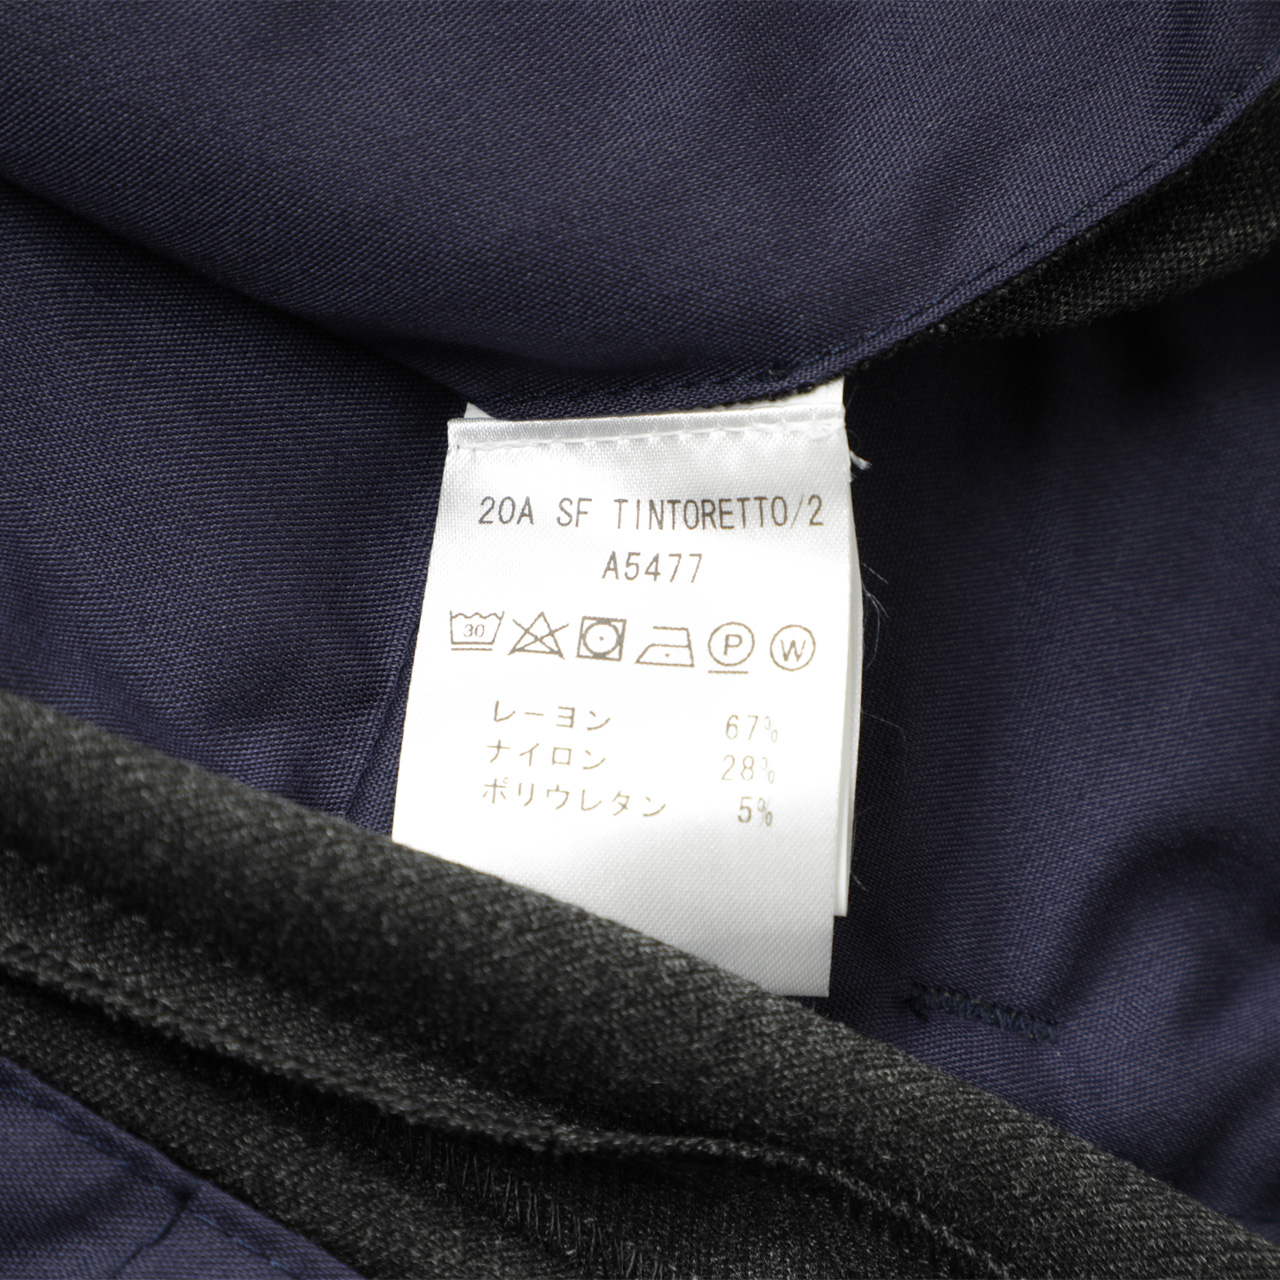 20A SF TINTORETTO/2
A5477
30 P W
レーヨン 67%
ナイロン 28%
ポリウレタン 5%